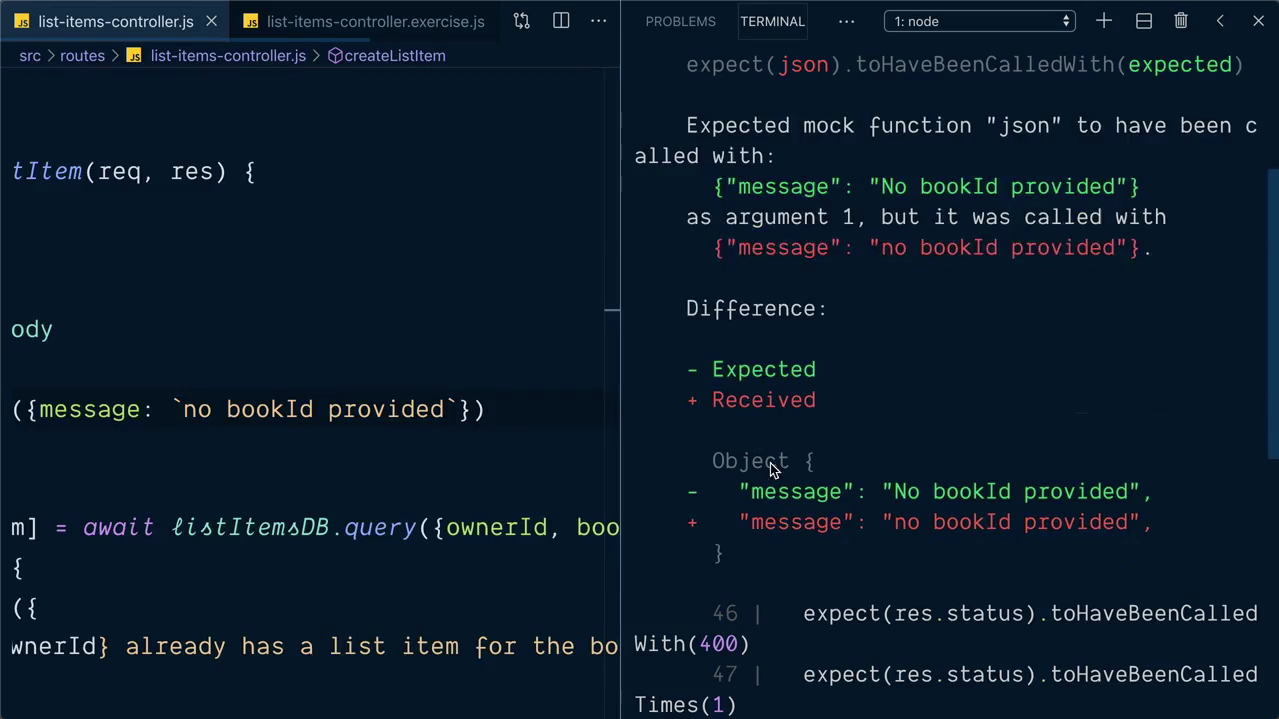 JS list-items-controller.js
JS list-items-controller.exercise.js
src > routes > JS list-items-controller.js > createListItem
tItem(req, res) {
ody
({message: `no bookId provided`})
m] = await listItemsDB.query({ownerId, boo
{
({
wnerId} already has a list item for the bo
PROBLEMS TERMINAL ··· 1: node
expect(json).toHaveBeenCalledWith(expected)
Expected mock function "json" to have been c
alled with:
{"message": "No bookId provided"}
as argument 1, but it was called with
{"message": "no bookId provided"}.
Difference:
- Expected
+ Received
Object {
- "message": "No bookId provided",
+ "message": "no bookId provided",
}
46 | expect(res.status).toHaveBeenCalled
With(400)
47 | expect(res.status).toHaveBeenCalled
Times(1)